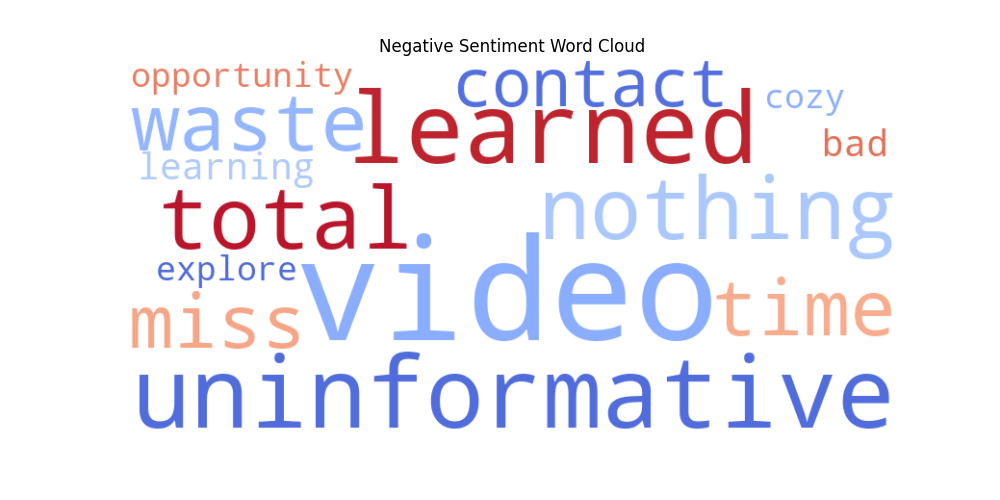 Negative Sentiment Word Cloud
opportunity
contact
cozy
waste
learned
bad
learning
total
nothing
explore
video
miss
time
uninformative